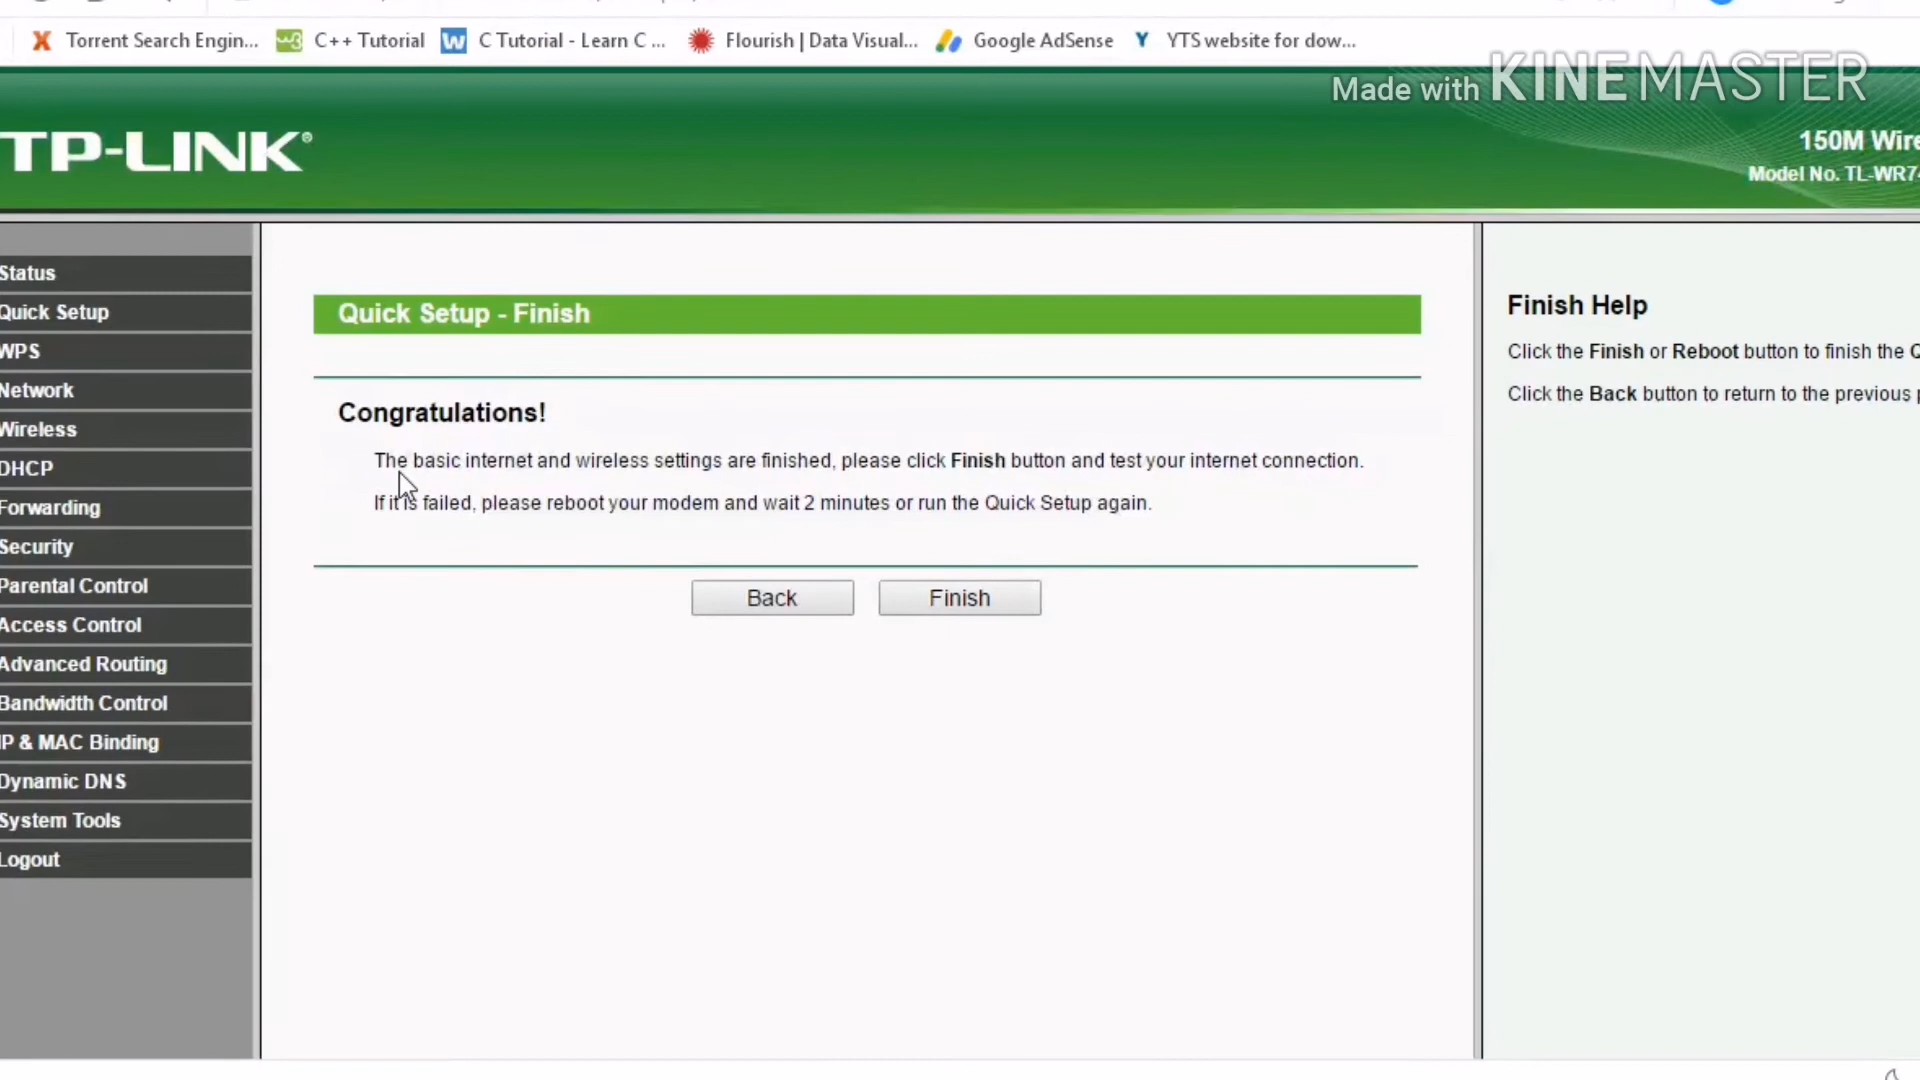 Torrent Search Engin... C++ Tutorial C Tutorial - Learn C ... Flourish | Data Visual... Google AdSense YTS website for dow...
Made with KINEMASTER
TP-LINK®
150M Wire
Model No. TL-WR74
Status
Quick Setup
WPS
Network
Wireless
DHCP
Forwarding
Security
Parental Control
Access Control
Advanced Routing
Bandwidth Control
IP & MAC Binding
Dynamic DNS
System Tools
Logout
Quick Setup - Finish
Congratulations!
The basic internet and wireless settings are finished, please click Finish button and test your internet connection.
If it is failed, please reboot your modem and wait 2 minutes or run the Quick Setup again.
Back Finish
Finish Help
Click the Finish or Reboot button to finish the Q
Click the Back button to return to the previous p